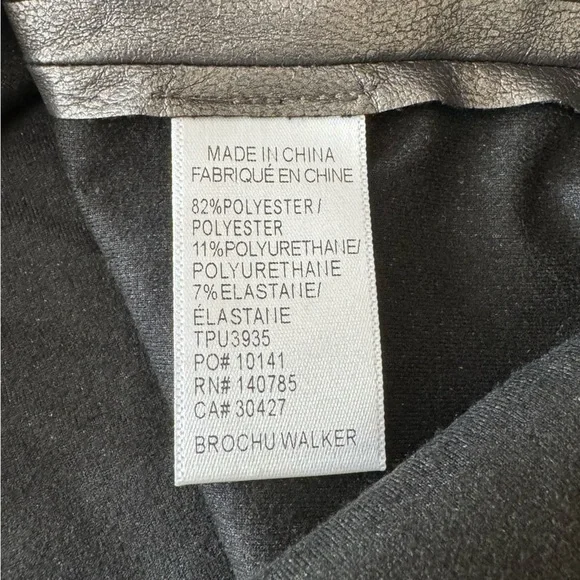 MADE IN CHINA
FABRIQUÉ EN CHINE
82%POLYESTER/
POLYESTER
11%POLYURETHANE/
POLYURETHANE
7%ELASTANE/
ÉLASTANE
TPU3935
PO# 10141
RN# 140785
CA# 30427
BROCHU WALKER